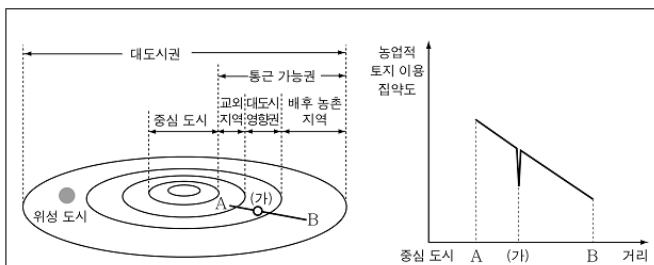 대도시권
통근 가능권
중심 도시
교외
지역
대도시
영향권
배후 농촌
지역
위성 도시
A
(가)
B
농업적
토지 이용
집약도
중심 도시 A (가) B 거리